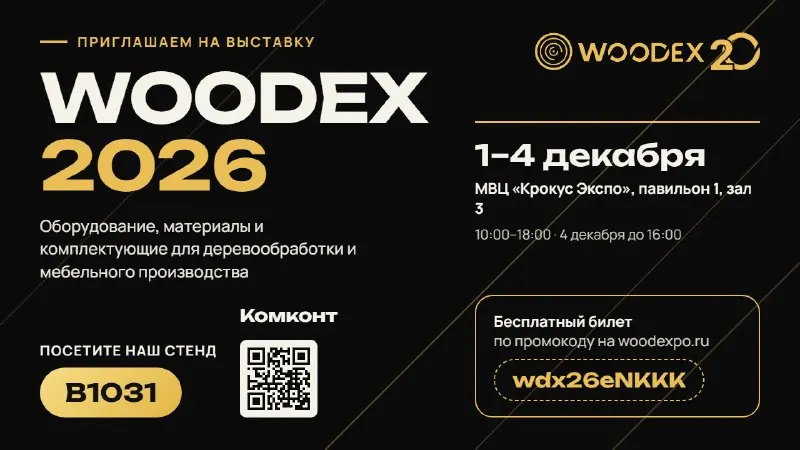 ПРИГЛАШАЕМ НА ВЫСТАВКУ
WOODEX
2026
Оборудование, материалы и
комплектующие для деревообработки и
мебельного производства
Комконт
ПОСЕТИТЕ НАШ СТЕНД
B1031
WOODEX 20
1–4 декабря
МВЦ «Крокус Экспо», павильон 1, зал
3
10:00–18:00 · 4 декабря до 16:00
Бесплатный билет
по промокоду на woodexpo.ru
wdx26eNKKK